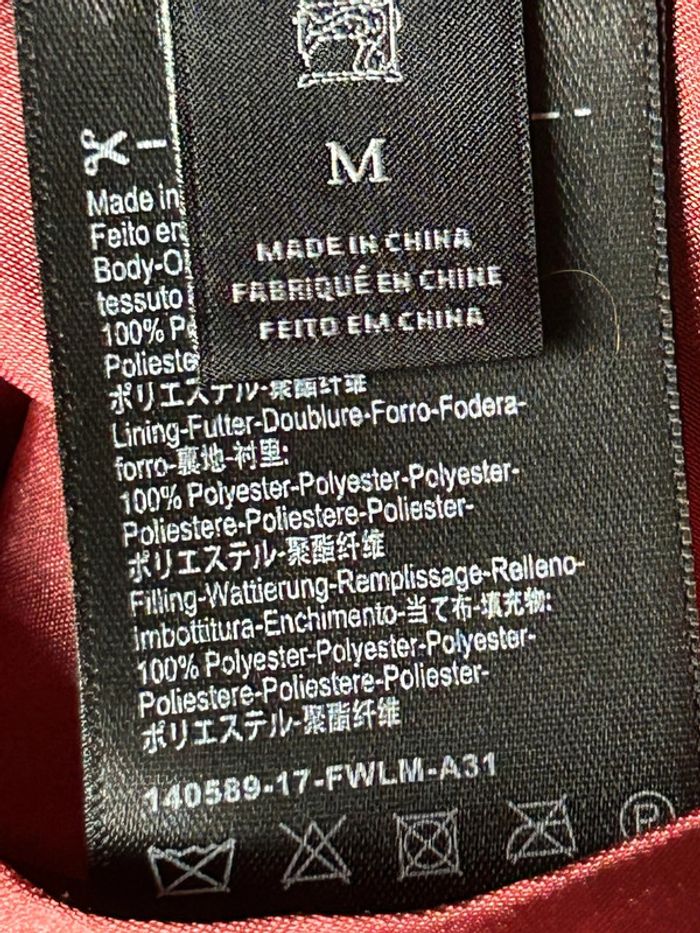 M
MADE IN CHINA
FABRIQUÉ EN CHINE
FEITO EM CHINA
Made in
Feito em
Body-O
tessuto
100% P
Polieste
ポリエステル-聚酯纤维
Lining-Futter-Doublure-Forro-Fodera-
forro-裏地-衬里:
100% Polyester-Polyester-Polyester-
Poliestere-Poliestere-Poliester-
ポリエステル-聚酯纤维
Filling-Wattierung-Remplissage-Relleno-
imbottitura-Enchimento-当て布-填充物:
100% Polyester-Polyester-Polyester-
Poliestere-Poliestere-Poliester-
ポリエステル-聚酯纤维
140589-17-FWLM-A31
P